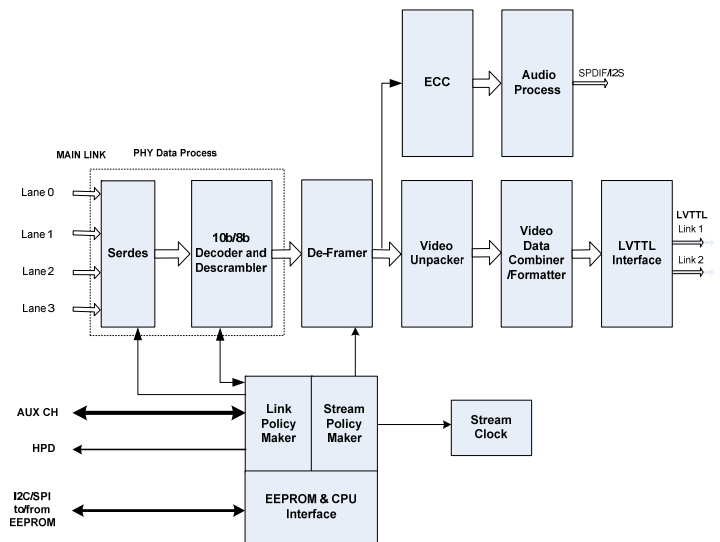 ECC
Audio
Process
SPDIF/I2S
MAIN LINK
PHY Data Process
Lane 0
Lane 1
Lane 2
Lane 3
Serdes
10b/8b
Decoder and
Descrambler
De-Framer
Video
Unpacker
Video
Data
Combiner
/Formatter
LVTTL
Interface
LVTTL
Link 1
Link 2
AUX CH
HPD
I2C/SPI
to/from
EEPROM
Link
Policy
Maker
Stream
Policy
Maker
EEPROM & CPU
Interface
Stream
Clock